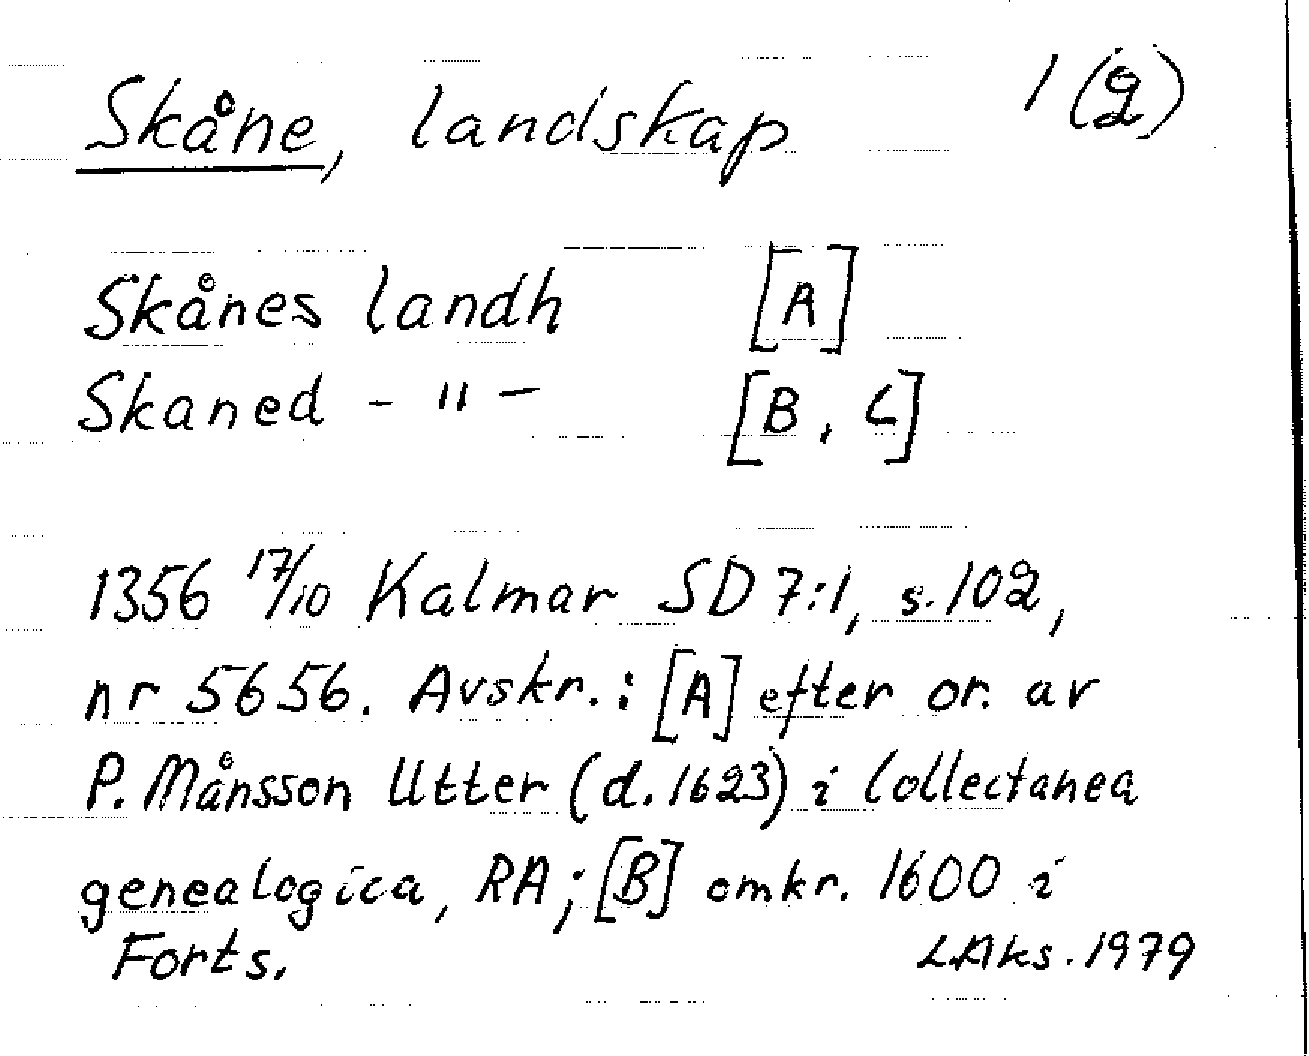 Skåne, landskap 1 (2)
Skånes landh [A]
Skaned - " - [B, C]
1356 17/10 Kalmar SD 7:1, s. 102,
nr 5656. Avskr.: [A] efter or. av
P. Månsson Utter (d. 1623) i Collectanea
genealogica, RA; [B] omkr. 1600 i
Forts. LAks. 1979